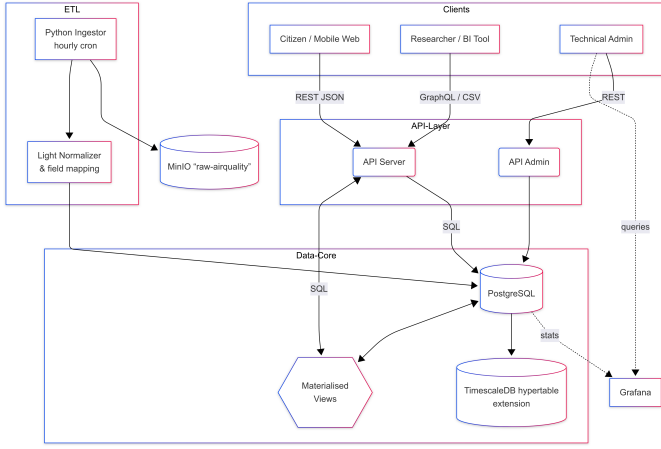 ETL
Clients
Python Ingestor
hourly cron
Citizen / Mobile Web
Researcher / BI Tool
Technical Admin
REST JSON
GraphQL / CSV
REST
API-Layer
Light Normalizer
& field mapping
MinIO “raw-airquality”
API Server
API Admin
SQL
queries
Data-Core
SQL
PostgreSQL
stats
Materialised
Views
TimescaleDB hypertable
extension
Grafana